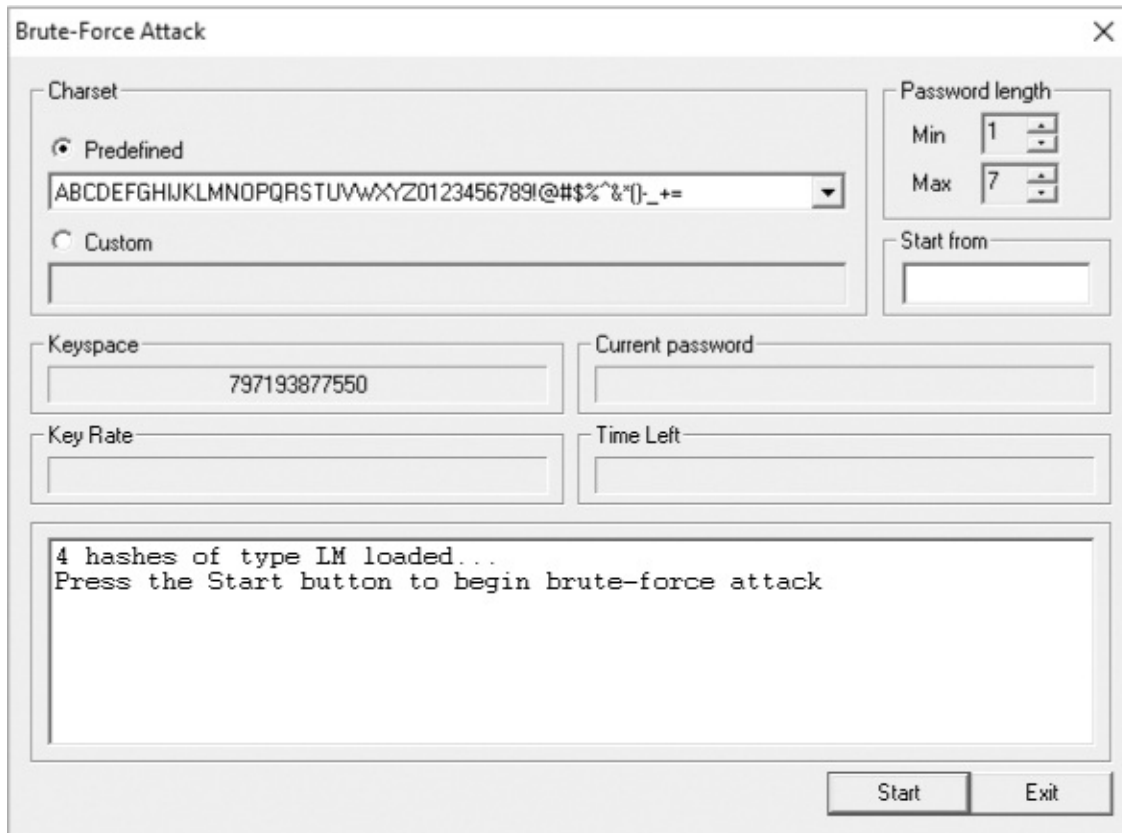 Brute-Force Attack
Charset
Predefined
ABCDEFGHIJKLMNOPQRSTUVWXYZ0123456789!@#$%^&*()-_+=
Custom
Password length
Min 1
Max 7
Start from
Keyspace
797193877550
Current password
Key Rate
Time Left
4 hashes of type LM loaded...
Press the Start button to begin brute-force attack
Start
Exit